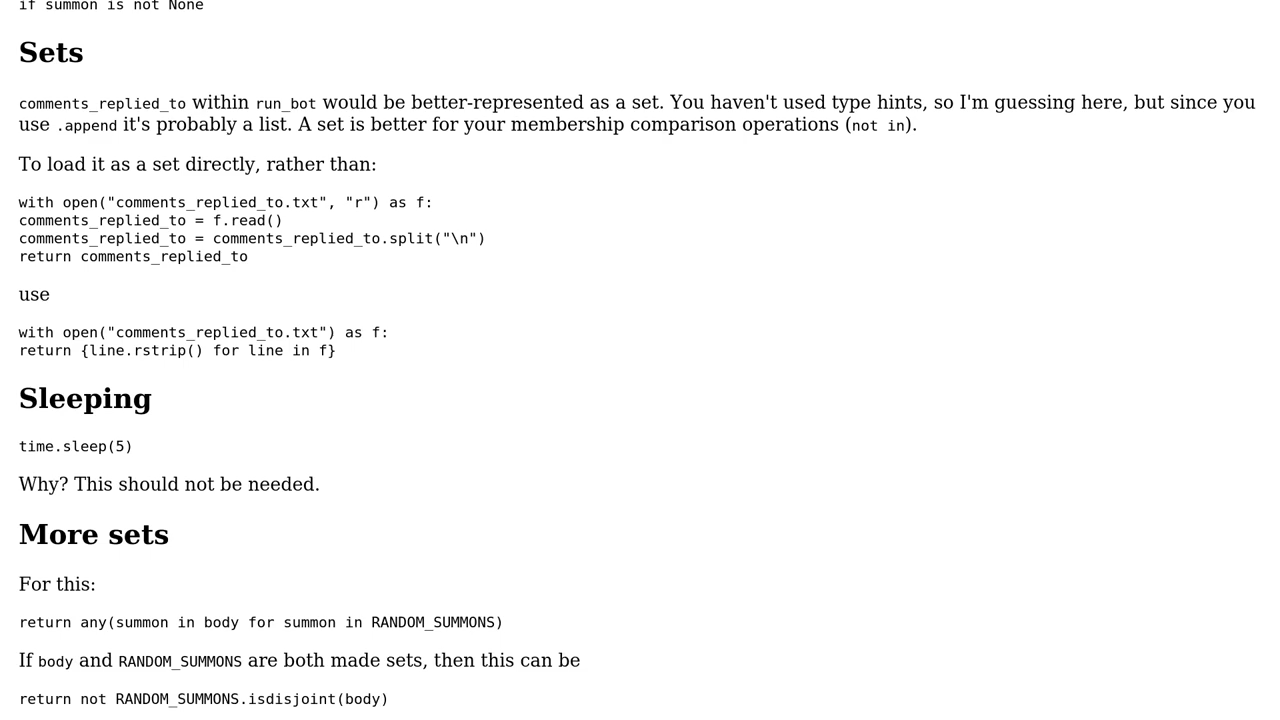 if summon is not None
Sets
comments_replied_to within run_bot would be better-represented as a set. You haven't used type hints, so I'm guessing here, but since you
use .append it's probably a list. A set is better for your membership comparison operations (not in).
To load it as a set directly, rather than:
with open("comments_replied_to.txt", "r") as f:
comments_replied_to = f.read()
comments_replied_to = comments_replied_to.split("\n")
return comments_replied_to
use
with open("comments_replied_to.txt") as f:
return {line.rstrip() for line in f}
Sleeping
time.sleep(5)
Why? This should not be needed.
More sets
For this:
return any(summon in body for summon in RANDOM_SUMMONS)
If body and RANDOM_SUMMONS are both made sets, then this can be
return not RANDOM_SUMMONS.isdisjoint(body)